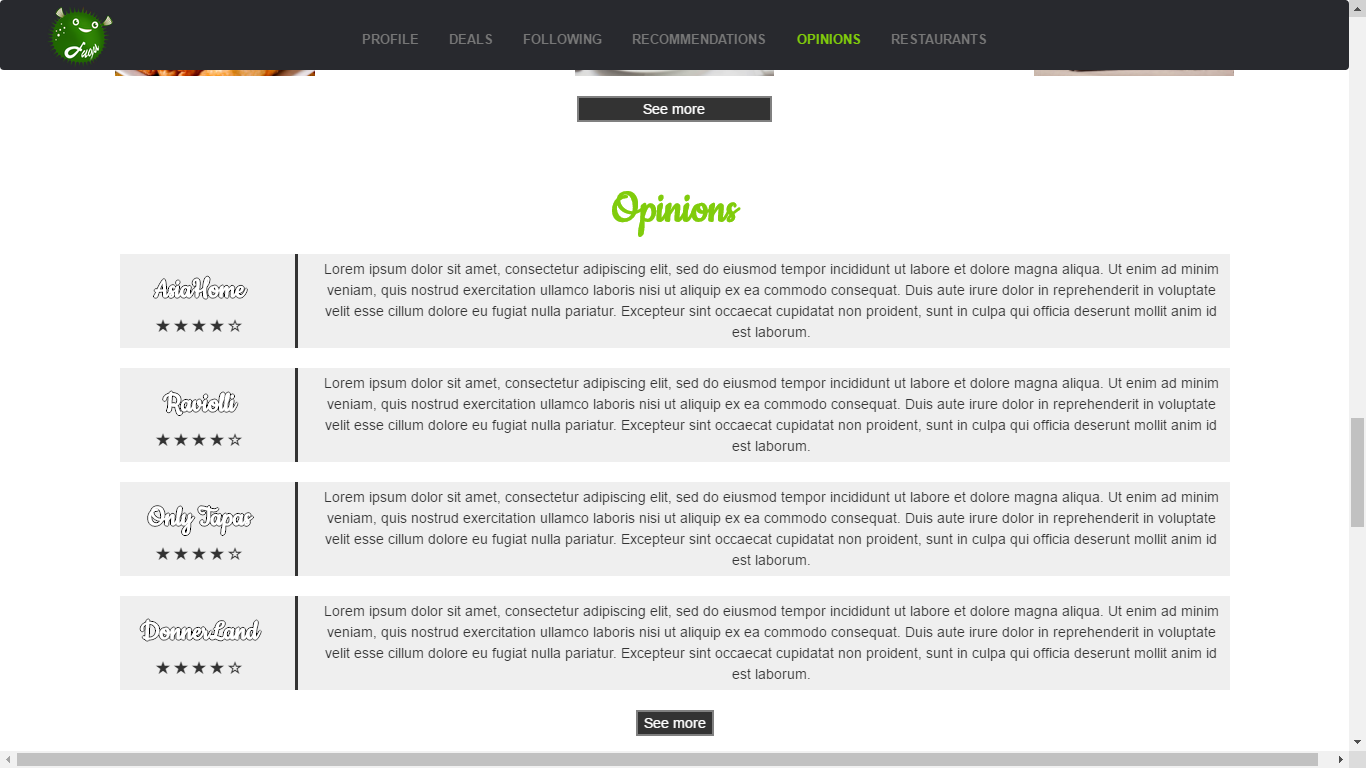 Fugu
PROFILE DEALS FOLLOWING RECOMMENDATIONS OPINIONS RESTAURANTS
See more
Opinions
AsiaHome
★★★★☆
Lorem ipsum dolor sit amet, consectetur adipiscing elit, sed do eiusmod tempor incididunt ut labore et dolore magna aliqua. Ut enim ad minim
veniam, quis nostrud exercitation ullamco laboris nisi ut aliquip ex ea commodo consequat. Duis aute irure dolor in reprehenderit in voluptate
velit esse cillum dolore eu fugiat nulla pariatur. Excepteur sint occaecat cupidatat non proident, sunt in culpa qui officia deserunt mollit anim id
est laborum.
Raviolli
★★★★☆
Lorem ipsum dolor sit amet, consectetur adipiscing elit, sed do eiusmod tempor incididunt ut labore et dolore magna aliqua. Ut enim ad minim
veniam, quis nostrud exercitation ullamco laboris nisi ut aliquip ex ea commodo consequat. Duis aute irure dolor in reprehenderit in voluptate
velit esse cillum dolore eu fugiat nulla pariatur. Excepteur sint occaecat cupidatat non proident, sunt in culpa qui officia deserunt mollit anim id
est laborum.
Only Tapas
★★★★☆
Lorem ipsum dolor sit amet, consectetur adipiscing elit, sed do eiusmod tempor incididunt ut labore et dolore magna aliqua. Ut enim ad minim
veniam, quis nostrud exercitation ullamco laboris nisi ut aliquip ex ea commodo consequat. Duis aute irure dolor in reprehenderit in voluptate
velit esse cillum dolore eu fugiat nulla pariatur. Excepteur sint occaecat cupidatat non proident, sunt in culpa qui officia deserunt mollit anim id
est laborum.
DonnerLand
★★★★☆
Lorem ipsum dolor sit amet, consectetur adipiscing elit, sed do eiusmod tempor incididunt ut labore et dolore magna aliqua. Ut enim ad minim
veniam, quis nostrud exercitation ullamco laboris nisi ut aliquip ex ea commodo consequat. Duis aute irure dolor in reprehenderit in voluptate
velit esse cillum dolore eu fugiat nulla pariatur. Excepteur sint occaecat cupidatat non proident, sunt in culpa qui officia deserunt mollit anim id
est laborum.
See more